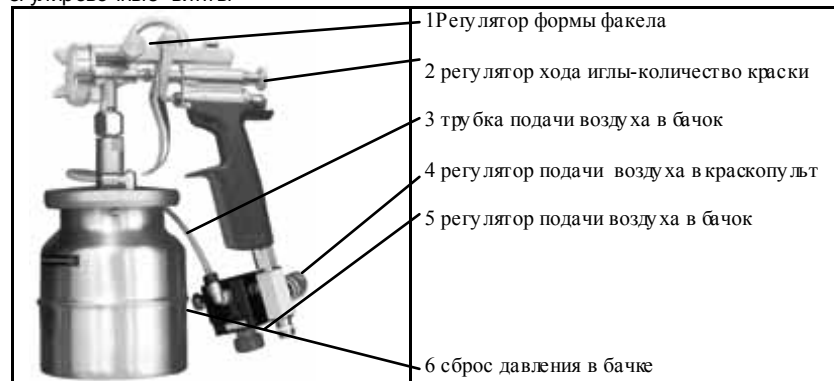 1Регулятор формы факела
2 регулятор хода иглы-количество краски
3 трубка подачи воздуха в бачок
4 регулятор подачи воздуха в краскопульт
5 регулятор подачи воздуха в бачок
6 сброс давления в бачке